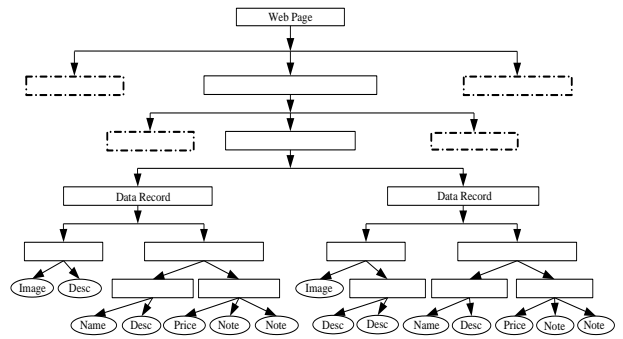 Web Page
Data Record Data Record
Image Desc Image
Name Desc Price Note Note Desc Desc Name Desc Price Note Note